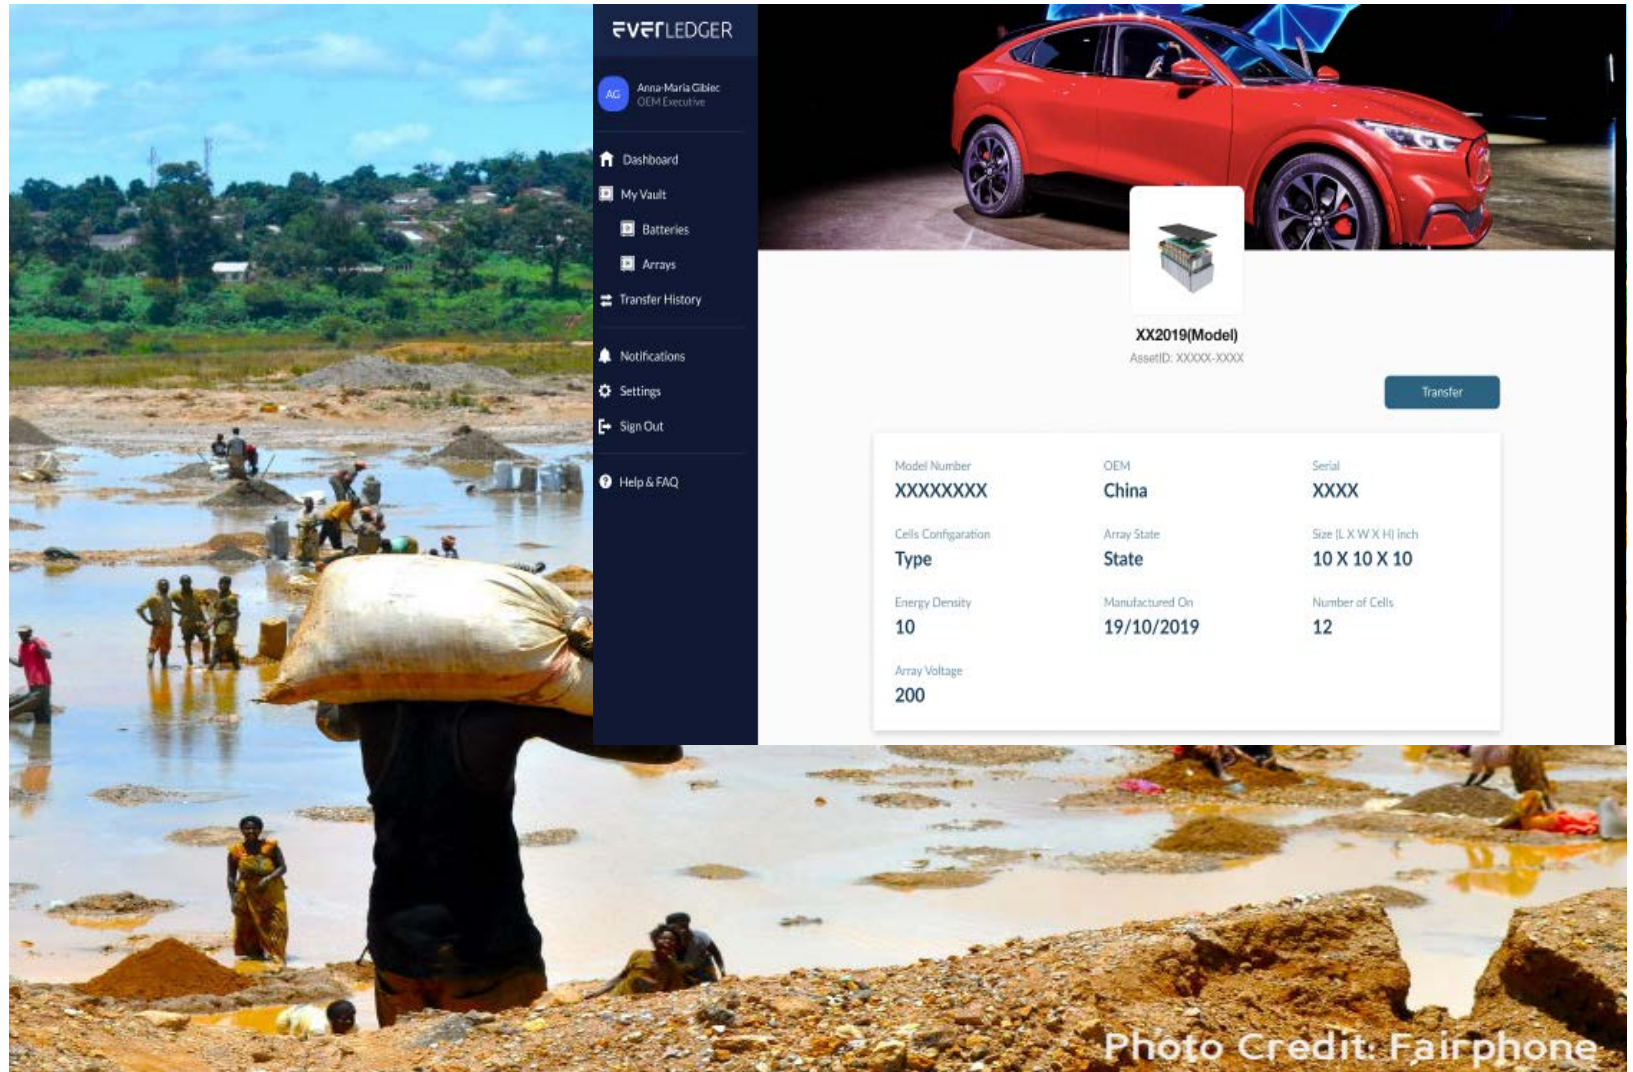 EVERLEDGER
AG
Anna-Maria Gibiec
OEM Executive
Dashboard
My Vault
Batteries
Arrays
Transfer History
Notifications
Settings
Sign Out
Help & FAQ
XX2019(Model)
AssetID: XXXXX-XXXX
Transfer
Model Number
XXXXXXXX
OEM
China
Serial
XXXX
Cells Configaration
Type
Array State
State
Size (L X W X H) inch
10 X 10 X 10
Energy Density
10
Manufactured On
19/10/2019
Number of Cells
12
Array Voltage
200
Photo Credit: Fairphone